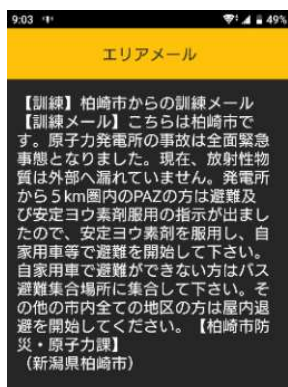 9:03
49%
エリアメール
【訓練】柏崎市からの訓練メール
【訓練メール】こちらは柏崎市で
す。原子力発電所の事故は全面緊急
事態となりました。現在、放射性物
質は外部へ漏れていません。発電所
から5km圏内のPAZの方は避難及
び安定ヨウ素剤服用の指示が出まし
たので、安定ヨウ素剤を服用し、自
家用車等で避難を開始して下さい。
自家用車で避難ができない方はバス
避難集合場所に集合して下さい。そ
の他の市内全ての地区の方は屋内退
避を開始してください。【柏崎市防
災・原子力課】
（新潟県柏崎市）